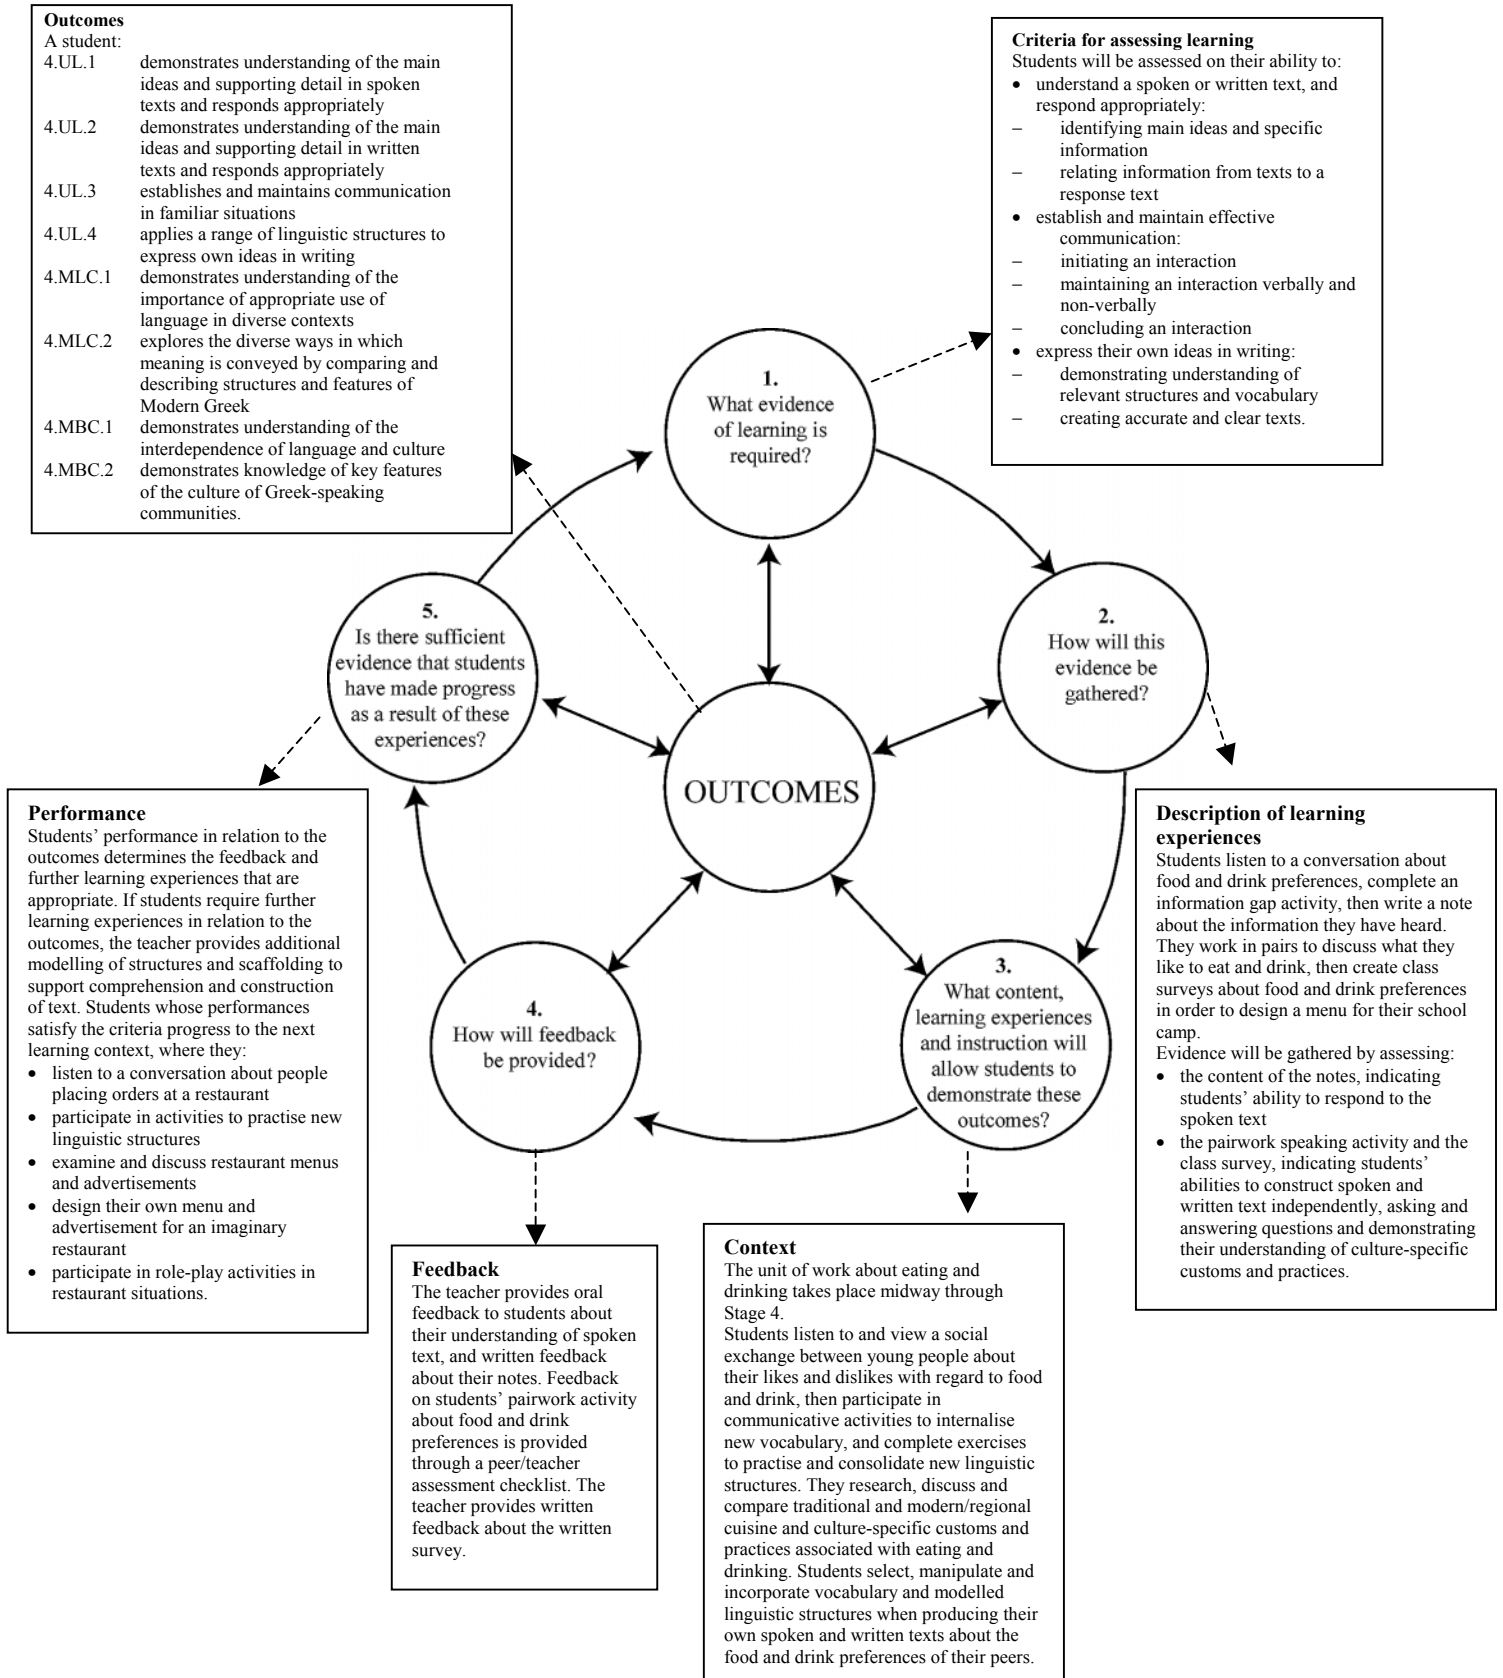 Outcomes
A student:
4.UL.1 demonstrates understanding of the main
ideas and supporting detail in spoken
texts and responds appropriately
4.UL.2 demonstrates understanding of the main
ideas and supporting detail in written
texts and responds appropriately
4.UL.3 establishes and maintains communication
in familiar situations
4.UL.4 applies a range of linguistic structures to
express own ideas in writing
4.MLC.1 demonstrates understanding of the
importance of appropriate use of
language in diverse contexts
4.MLC.2 explores the diverse ways in which
meaning is conveyed by comparing and
describing structures and features of
Modern Greek
4.MBC.1 demonstrates understanding of the
interdependence of language and culture
4.MBC.2 demonstrates knowledge of key features
of the culture of Greek-speaking
communities.
Criteria for assessing learning
Students will be assessed on their ability to:
• understand a spoken or written text, and
respond appropriately:
– identifying main ideas and specific
information
– relating information from texts to a
response text
• establish and maintain effective
communication:
– initiating an interaction
– maintaining an interaction verbally and
non-verbally
– concluding an interaction
• express their own ideas in writing:
– demonstrating understanding of
relevant structures and vocabulary
– creating accurate and clear texts.
1.
What evidence
of learning is
required?
2.
How will this
evidence be
gathered?
5.
Is there sufficient
evidence that students
have made progress
as a result of these
experiences?
OUTCOMES
4.
How will feedback
be provided?
3.
What content,
learning experiences
and instruction will
allow students to
demonstrate these
outcomes?
Performance
Students’ performance in relation to the
outcomes determines the feedback and
further learning experiences that are
appropriate. If students require further
learning experiences in relation to the
outcomes, the teacher provides additional
modelling of structures and scaffolding to
support comprehension and construction
of text. Students whose performances
satisfy the criteria progress to the next
learning context, where they:
• listen to a conversation about people
placing orders at a restaurant
• participate in activities to practise new
linguistic structures
• examine and discuss restaurant menus
and advertisements
• design their own menu and
advertisement for an imaginary
restaurant
• participate in role-play activities in
restaurant situations.
Feedback
The teacher provides oral
feedback to students about
their understanding of spoken
text, and written feedback
about their notes. Feedback
on students’ pairwork activity
about food and drink
preferences is provided
through a peer/teacher
assessment checklist. The
teacher provides written
feedback about the written
survey.
Context
The unit of work about eating and
drinking takes place midway through
Stage 4.
Students listen to and view a social
exchange between young people about
their likes and dislikes with regard to food
and drink, then participate in
communicative activities to internalise
new vocabulary, and complete exercises
to practise and consolidate new linguistic
structures. They research, discuss and
compare traditional and modern/regional
cuisine and culture-specific customs and
practices associated with eating and
drinking. Students select, manipulate and
incorporate vocabulary and modelled
linguistic structures when producing their
own spoken and written texts about the
food and drink preferences of their peers.
Description of learning
experiences
Students listen to a conversation about
food and drink preferences, complete an
information gap activity, then write a note
about the information they have heard.
They work in pairs to discuss what they
like to eat and drink, then create class
surveys about food and drink preferences
in order to design a menu for their school
camp.
Evidence will be gathered by assessing:
• the content of the notes, indicating
students’ ability to respond to the
spoken text
• the pairwork speaking activity and the
class survey, indicating students’
abilities to construct spoken and
written text independently, asking and
answering questions and demonstrating
their understanding of culture-specific
customs and practices.